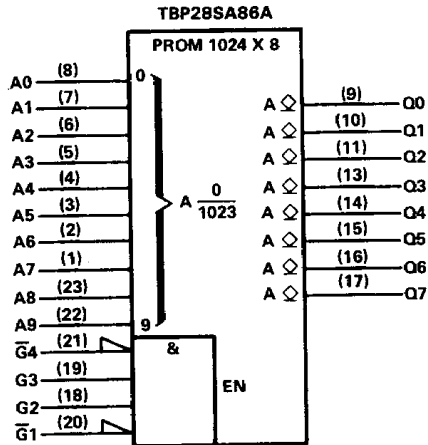 TBP28SA86A
PROM 1024 X 8
A0 (8) 0
A1 (7)
A2 (6)
A3 (5)
A4 (4)
A5 (3)
A6 (2)
A7 (1)
A8 (23)
A9 (22) 9
A 0/1023
G̅4 (21)
G3 (19)
G2 (18)
G̅1 (20)
&
EN
A (9) Q0
A (10) Q1
A (11) Q2
A (13) Q3
A (14) Q4
A (15) Q5
A (16) Q6
A (17) Q7